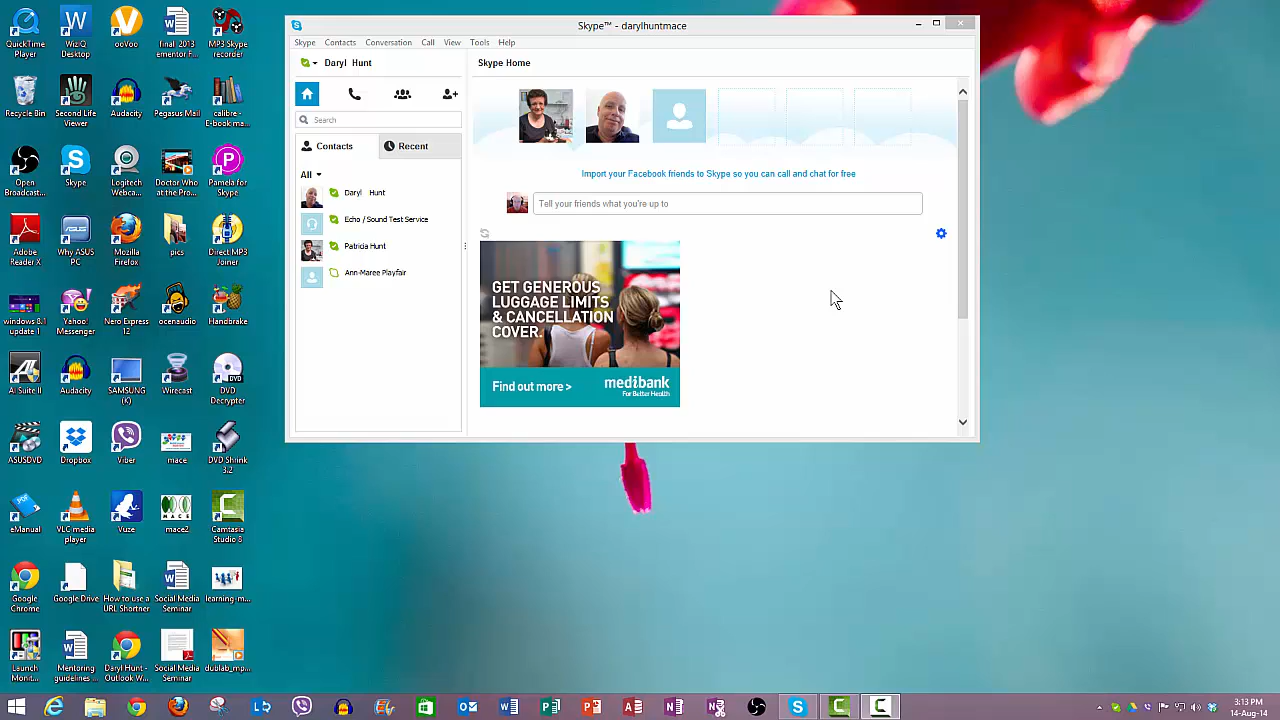 Skype™ - darylhuntmace
Skype Contacts Conversation Call View Tools Help
Daryl Hunt
Search
Contacts
Recent
All
Daryl Hunt
Echo / Sound Test Service
Patricia Hunt
Ann-Maree Playfair
Skype Home
Import your Facebook friends to Skype so you can call and chat for free
Tell your friends what you're up to
GET GENEROUS
LUGGAGE LIMITS
& CANCELLATION
COVER.
Find out more >
medibank
For Better Health
QuickTime
Player
WizIQ
Desktop
ooVoo
final_2013
ementor F...
MP3 Skype
recorder
Recycle Bin
Second Life
Viewer
Audacity
Pegasus Mail
calibre -
E-book ma...
Open
Broadcast...
Skype
Logitech
Webca...
Doctor Who
at the Pro...
Pamela for
Skype
Adobe
Reader X
Why ASUS
PC
Mozilla
Firefox
pics
Direct MP3
Joiner
windows 8.1
update 1
Yahoo!
Messenger
Nero Express
12
ocenaudio
Handbrake
AI Suite II
Audacity
SAMSUNG
(K)
Wirecast
DVD
Decrypter
ASUSDVD
Dropbox
Viber
mace
DVD Shrink
3.2
eManual
VLC media
player
Vuze
mace2
Camtasia
Studio 8
Google
Chrome
Google Drive
How to use a
URL Shortner
Social Media
Seminar
learning-m...
Launch
Monit...
Mentoring
guidelines ...
Daryl Hunt -
Outlook W...
Social Media
Seminar
dublab_mp...
3:13 PM
14-Aug-14